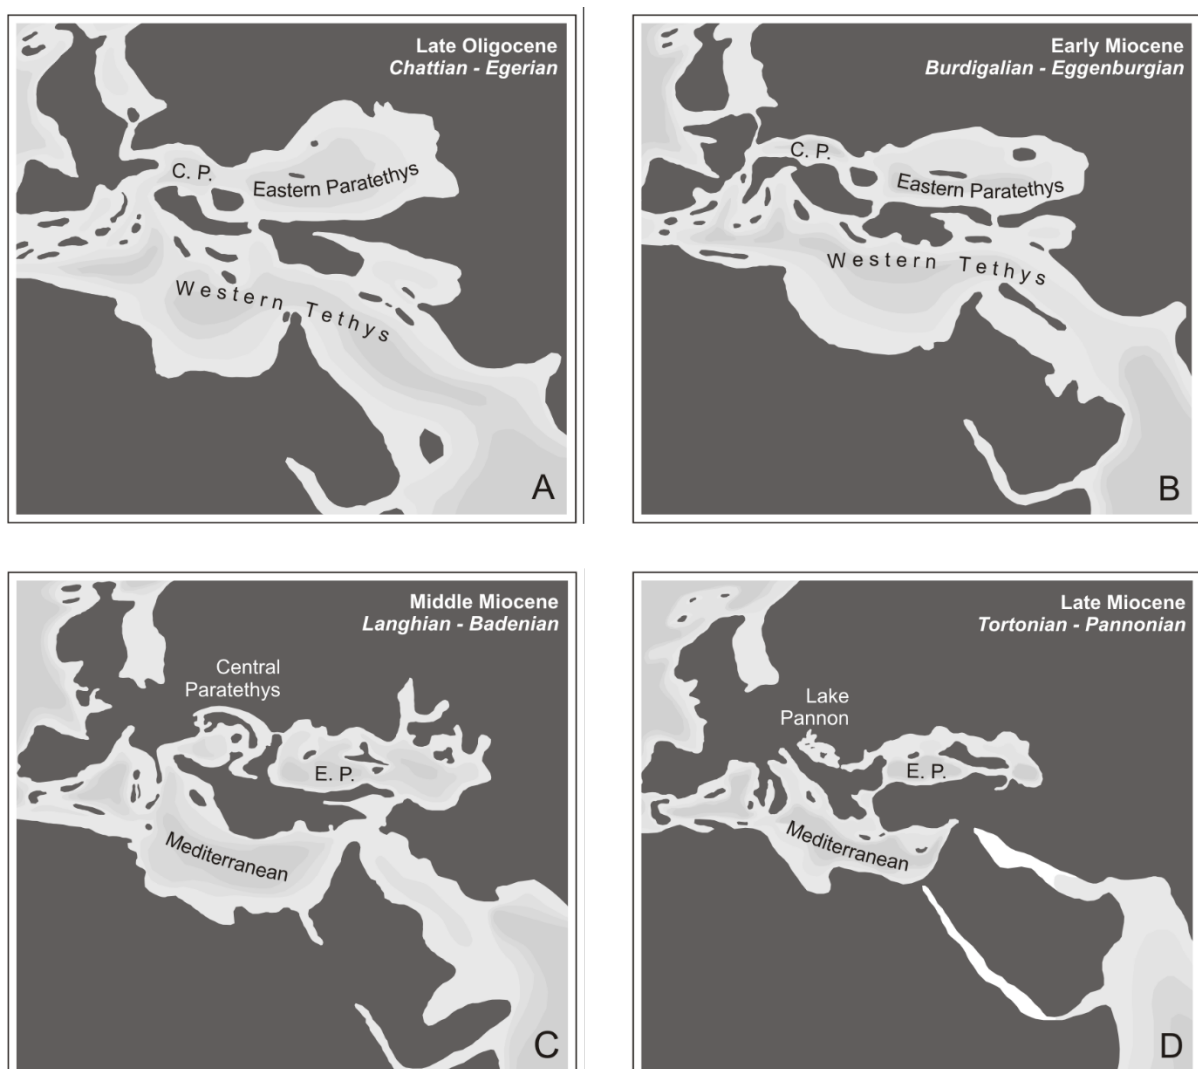 Late Oligocene
Chattian - Egerian
C. P.
Eastern Paratethys
Western Tethys
A
Early Miocene
Burdigalian - Eggenburgian
C. P.
Eastern Paratethys
Western Tethys
B
Middle Miocene
Langhian - Badenian
Central
Paratethys
E. P.
Mediterranean
C
Late Miocene
Tortonian - Pannonian
Lake
Pannon
E. P.
Mediterranean
D